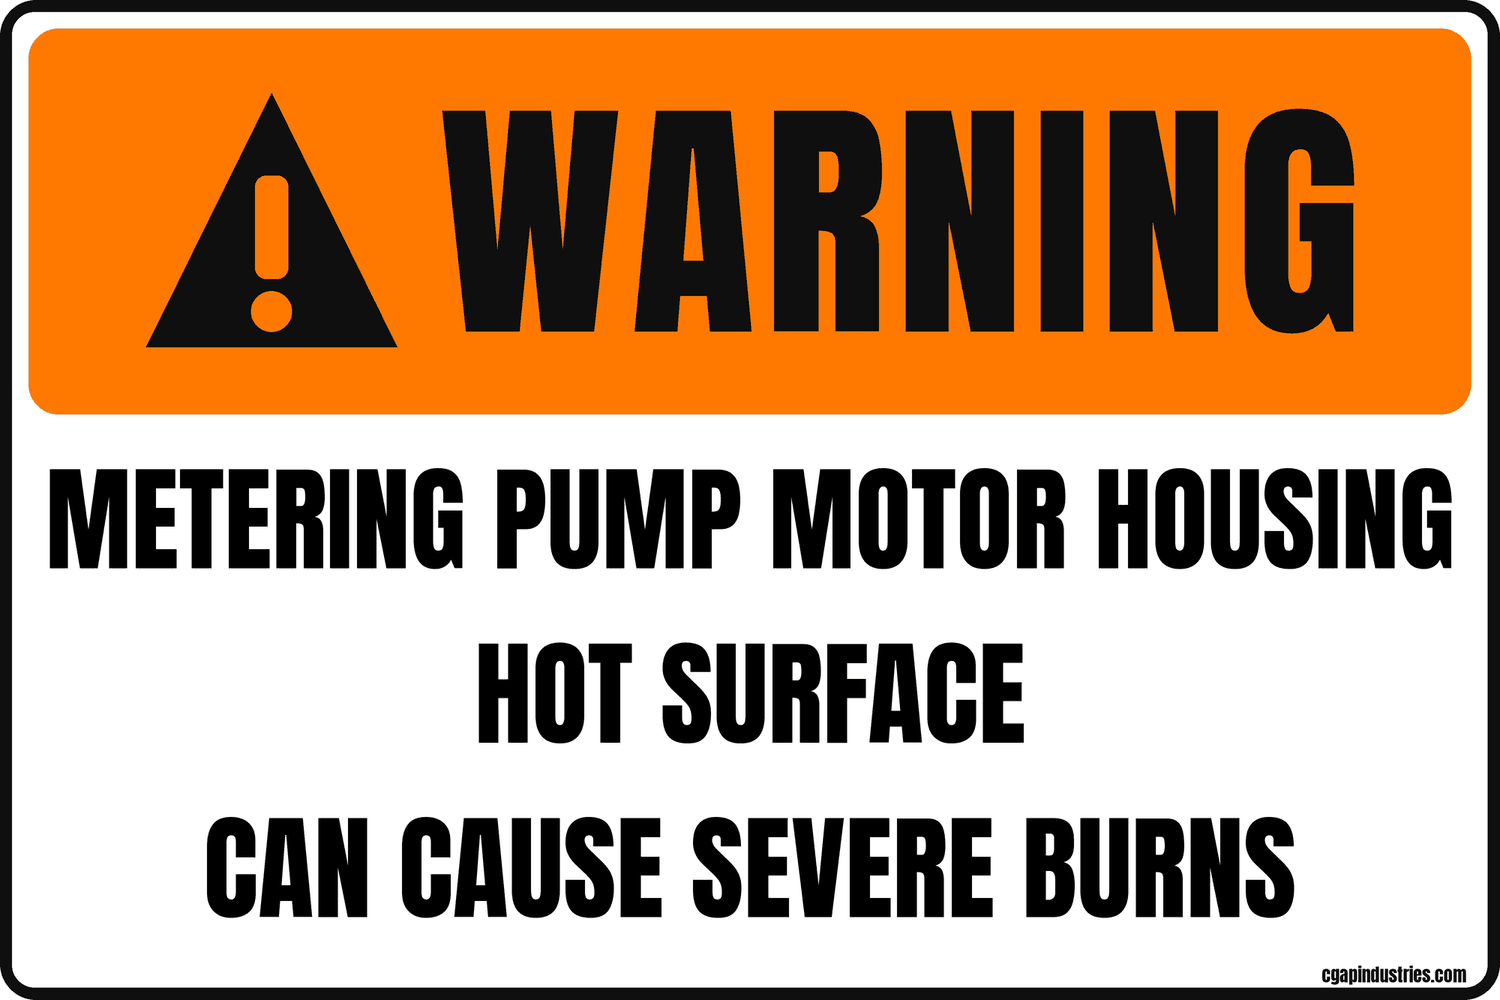 WARNING
METERING PUMP MOTOR HOUSING
HOT SURFACE
CAN CAUSE SEVERE BURNS
cgapindustries.com